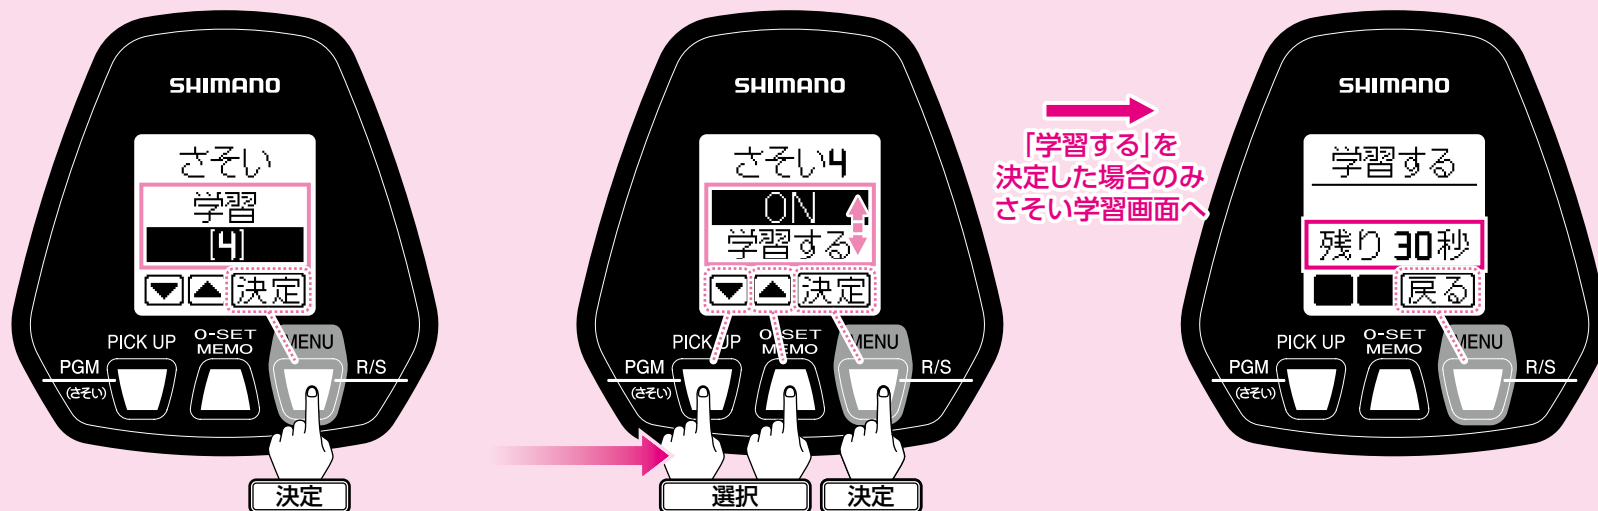 SHIMANO
さそい
学習
[4]
▼ ▲ 決定
PICK UP
O-SET
MEMO
MENU
PGM
(さそい)
R/S
決定
SHIMANO
さそい4
ON
学習する
▼ ▲ 決定
PICK UP
O-SET
MEMO
MENU
PGM
(さそい)
R/S
選択
決定
「学習する」を
決定した場合のみ
さそい学習画面へ
SHIMANO
学習する
残り 30秒
戻る
PICK UP
O-SET
MEMO
MENU
PGM
(さそい)
R/S